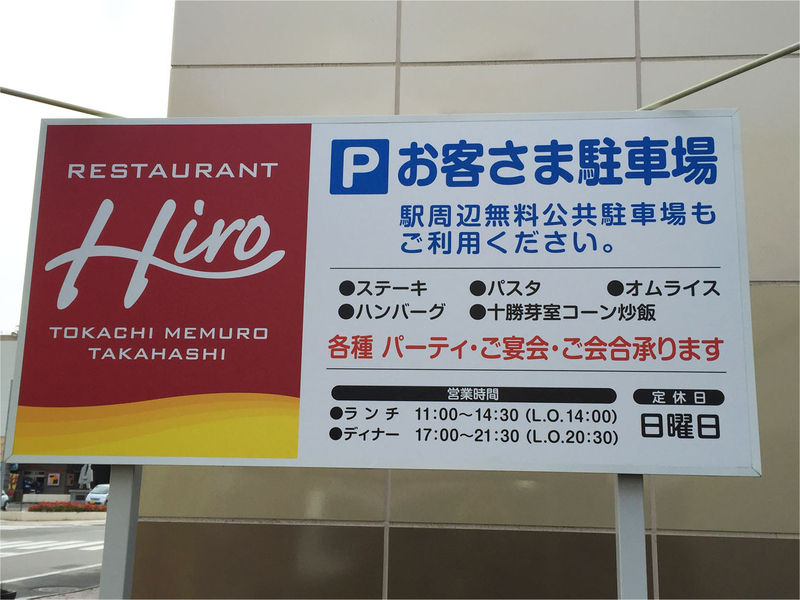 RESTAURANT
Hiro
TOKACHI MEMURO
TAKAHASHI
P お客さま駐車場
駅周辺無料公共駐車場も
ご利用ください。
●ステーキ ●パスタ ●オムライス
●ハンバーグ ●十勝芽室コーン炒飯
各種 パーティ・ご宴会・ご会合承ります
営業時間
●ランチ 11:00～14:30 (L.O.14:00)
●ディナー 17:00～21:30 (L.O.20:30)
定休日
日曜日